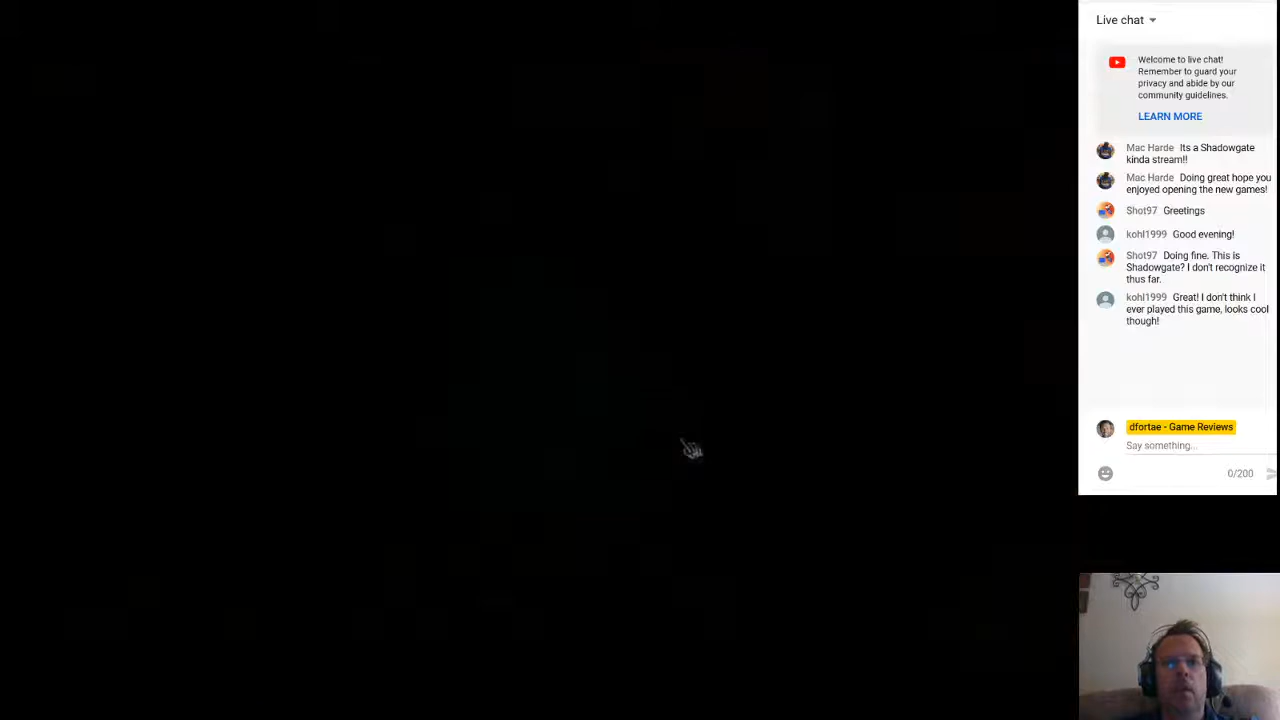 Live chat
Welcome to live chat!
Remember to guard your
privacy and abide by our
community guidelines.
LEARN MORE
Mac Harde Its a Shadowgate
kinda stream!!
Mac Harde Doing great hope you
enjoyed opening the new games!
Shot97 Greetings
kohl1999 Good evening!
Shot97 Doing fine. This is
Shadowgate? I don't recognize it
thus far.
kohl1999 Great! I don't think I
ever played this game, looks cool
though!
dfortae - Game Reviews
Say something...
0/200